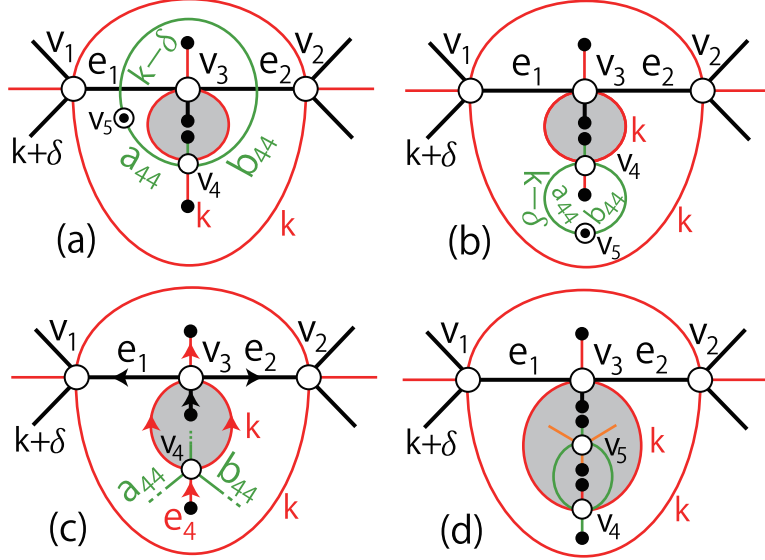 v1 e1 k−δ v3 e2 v2
v5 a44 b44 v4
k+δ k k
(a)
v1 e1 v3 e2 v2
k+δ k v4
k−δ a44 b44 v5 k
(b)
v1 e1 v3 e2 v2
k+δ v4 k
a44 b44 e4 k
(c)
v1 e1 v3 e2 v2
k+δ v5 k
v4 k
(d)